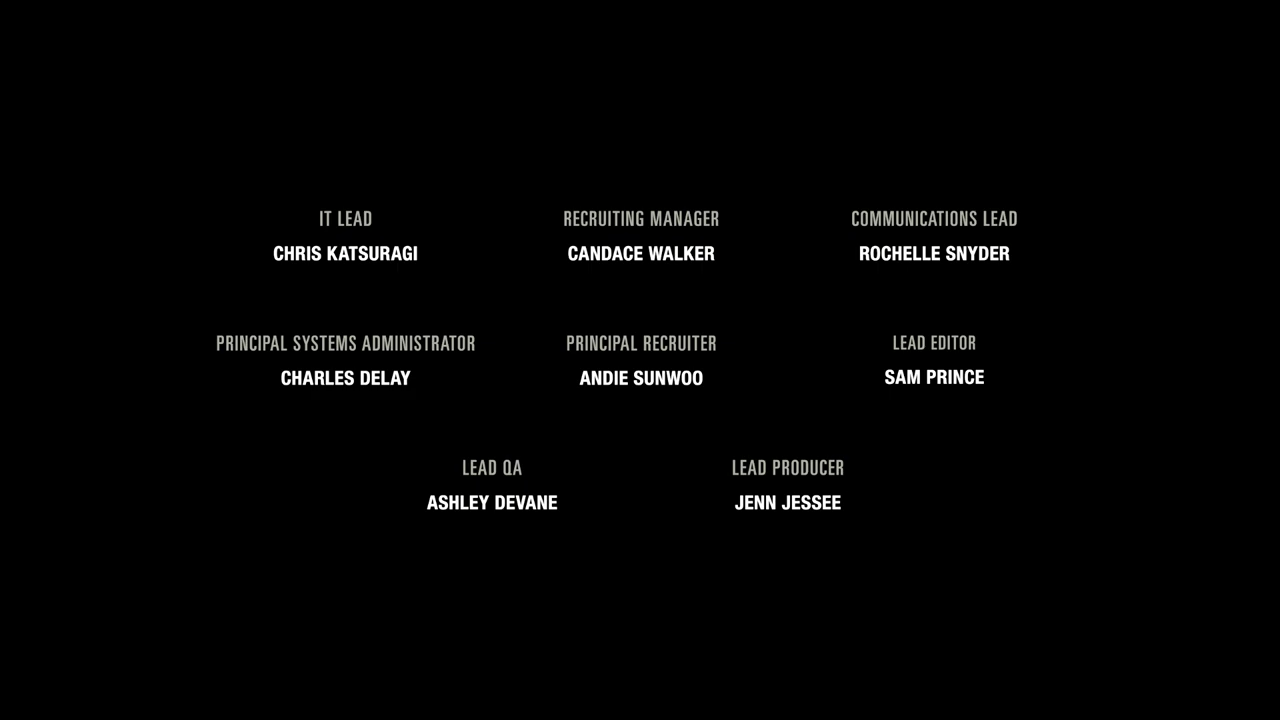 IT LEAD
CHRIS KATSURAGI
RECRUITING MANAGER
CANDACE WALKER
COMMUNICATIONS LEAD
ROCHELLE SNYDER
PRINCIPAL SYSTEMS ADMINISTRATOR
CHARLES DELAY
PRINCIPAL RECRUITER
ANDIE SUNWOO
LEAD EDITOR
SAM PRINCE
LEAD QA
ASHLEY DEVANE
LEAD PRODUCER
JENN JESSEE